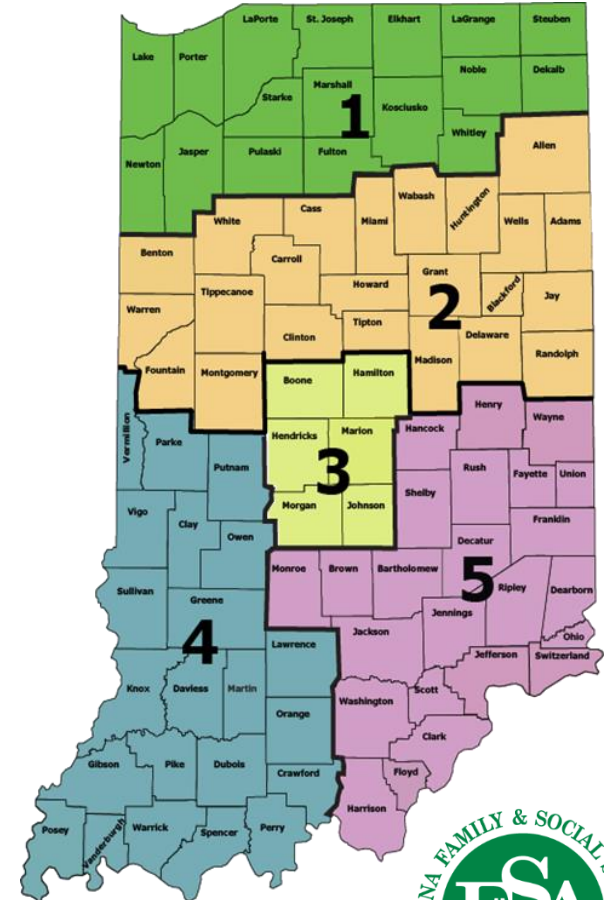 LaPorte
St. Joseph
Elkhart
LaGrange
Steuben
Lake
Porter
Noble
Dekalb
Marshall
Starke
1
Kosciusko
Whitley
Allen
Newton
Jasper
Pulaski
Fulton
Wabash
Huntington
White
Cass
Miami
Wells
Adams
Benton
Carroll
Grant
Howard
Tippecanoe
Blackford
Jay
Warren
2
Tipton
Clinton
Delaware
Madison
Randolph
Fountain
Montgomery
Boone
Hamilton
Henry
Wayne
Vermillion
Parke
Hendricks
Marion
Hancock
Putnam
3
Rush
Fayette
Union
Shelby
Vigo
Clay
Morgan
Johnson
Franklin
Owen
Decatur
Monroe
Brown
Bartholomew
5
Ripley
Dearborn
Sullivan
Greene
Jennings
4
Jackson
Ohio
Lawrence
Jefferson
Switzerland
Knox
Daviess
Martin
Washington
Scott
Orange
Clark
Gibson
Pike
Dubois
Crawford
Floyd
Harrison
Posey
Vanderburgh
Warrick
Spencer
Perry
NA FAMILY & SOCIAL
FSSA